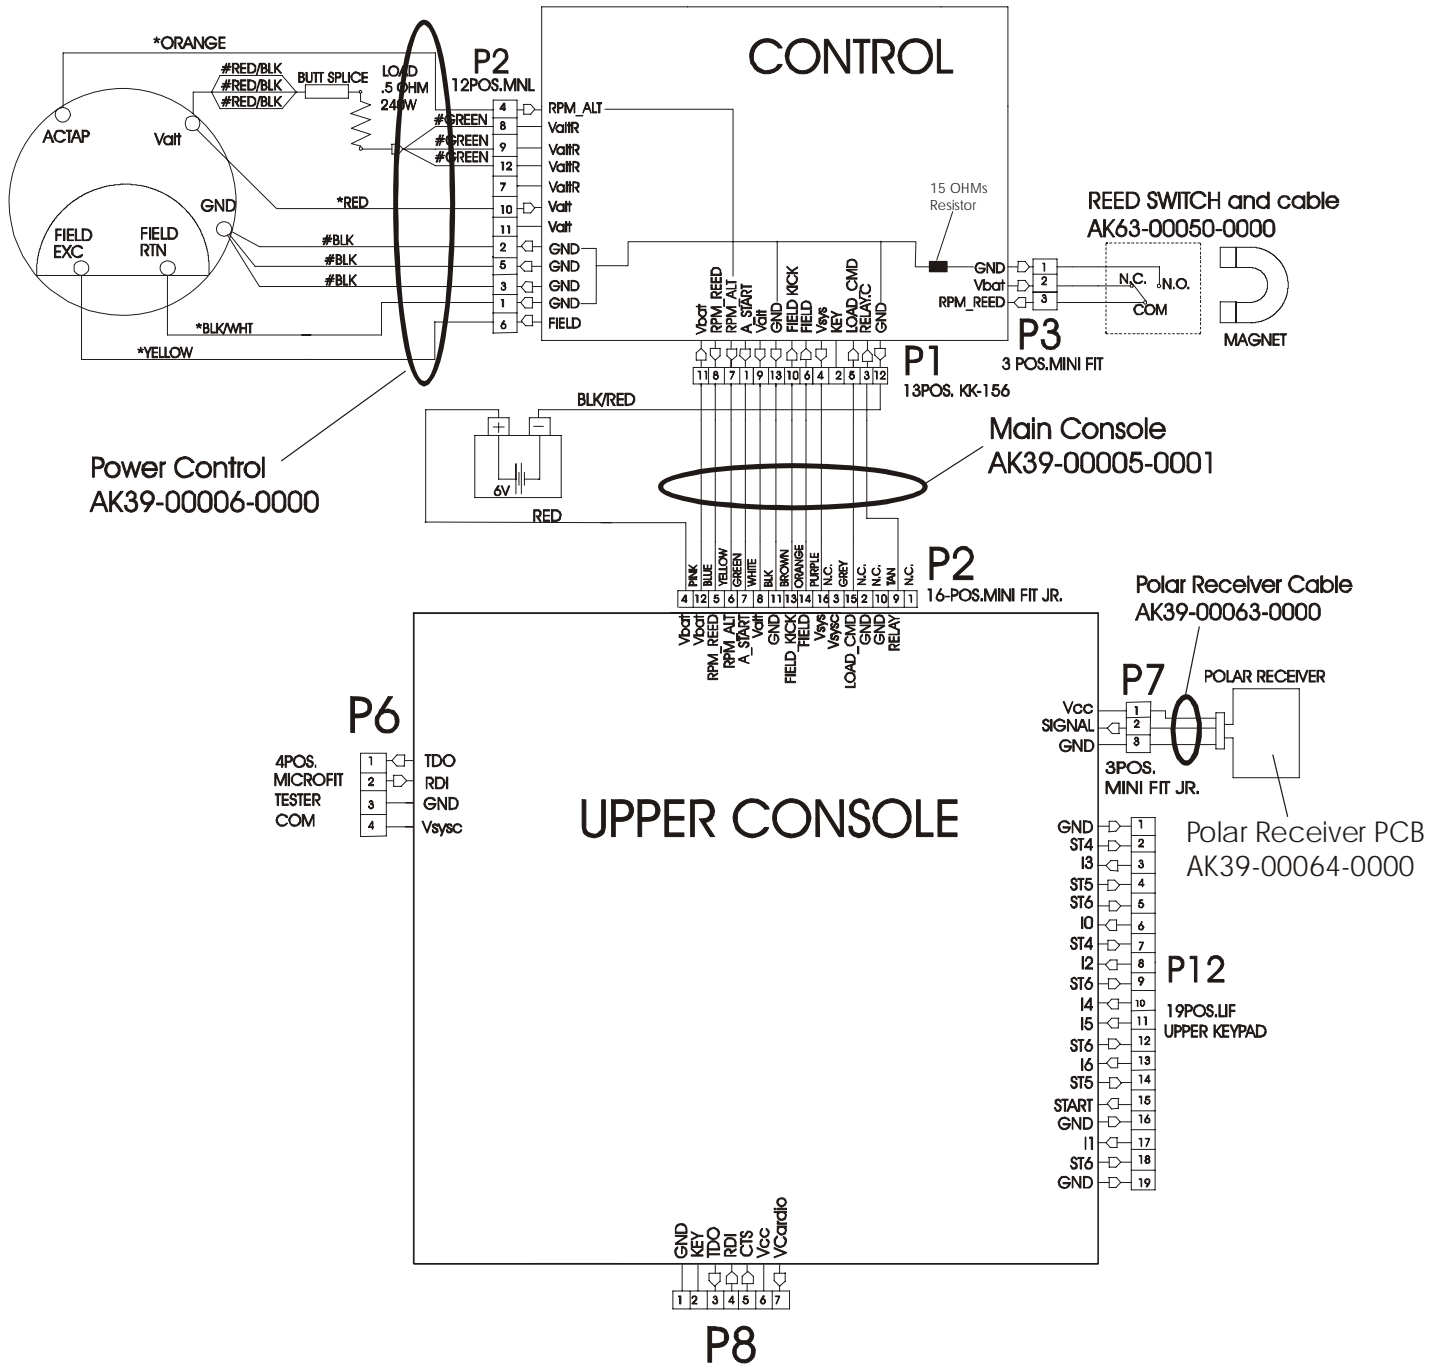 *ORANGE
#RED/BLK
#RED/BLK
#RED/BLK
BUTT SPLICE
LOAD
.5 OHM
240W
ACTAP
Valt
GND
FIELD
EXC
FIELD
RTN
#GREEN
#GREEN
#GREEN
*RED
#BLK
#BLK
#BLK
*BLK/WHT
*YELLOW
Power Control
AK39-00006-0000
P2
12POS.MNL
CONTROL
4 RPM_ALT
8 ValtR
9 ValtR
12 ValtR
7 ValtR
10 Valt
11 Valt
2 GND
5 GND
3 GND
1 GND
6 FIELD
15 OHMs
Resistor
REED SWITCH and cable
AK63-00050-0000
GND 1
Vbat 2
RPM_REED 3
N.C.
N.O.
COM
MAGNET
P3
3 POS.MINI FIT
Vbat
RPM_REED
RPM_ALT
A_START
Valt
GND
FIELD KICK
FIELD
Vsys
KEY
LOAD_CMD
RELAY.C
GND
11 8 7 1 9 13 10 6 4 2 5 3 12
P1
13POS. KK-156
BLK/RED
+ −
6V
RED
Main Console
AK39-00005-0001
PINK
BLUE
YELLOW
GREEN
WHITE
BLK
BROWN
ORANGE
PURPLE
N.C.
GREY
N.C.
N.C.
TAN
N.C.
4 12 5 6 7 8 11 13 14 16 3 15 2 10 9 1
P2
16-POS.MINI FIT JR.
Vbat
Vbat
RPM_REED
RPM_ALT
A_START
Valt
GND
FIELD_KICK
FIELD
Vsys
Vsysc
LOAD_CMD
GND
GND
RELAY
Polar Receiver Cable
AK39-00063-0000
P7
POLAR RECEIVER
Vcc 1
SIGNAL 2
GND 3
3POS.
MINI FIT JR.
Polar Receiver PCB
AK39-00064-0000
P6
4POS.
MICROFIT
TESTER
COM
1 TDO
2 RDI
3 GND
4 Vsysc
UPPER CONSOLE
GND 1
ST4 2
I3 3
ST5 4
ST6 5
I0 6
ST4 7
I2 8
ST6 9
I4 10
I5 11
ST6 12
I6 13
ST5 14
START 15
GND 16
I1 17
ST6 18
GND 19
P12
19POS.LIF
UPPER KEYPAD
GND
KEY
TDO
RDI
CTS
Vcc
VCardio
1 2 3 4 5 6 7
P8